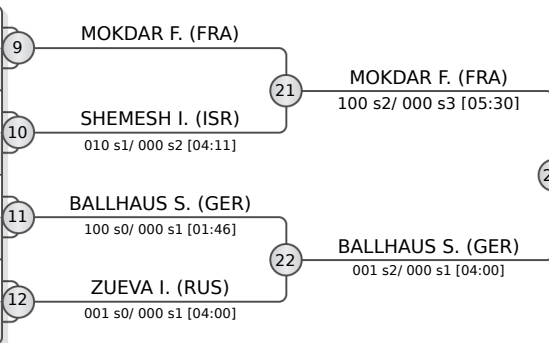 9
MOKDAR F. (FRA)
10
SHEMESH I. (ISR)
010 s1/ 000 s2 [04:11]
21
MOKDAR F. (FRA)
100 s2/ 000 s3 [05:30]
11
BALLHAUS S. (GER)
100 s0/ 000 s1 [01:46]
12
ZUEVA I. (RUS)
001 s0/ 000 s1 [04:00]
22
BALLHAUS S. (GER)
001 s2/ 000 s1 [04:00]